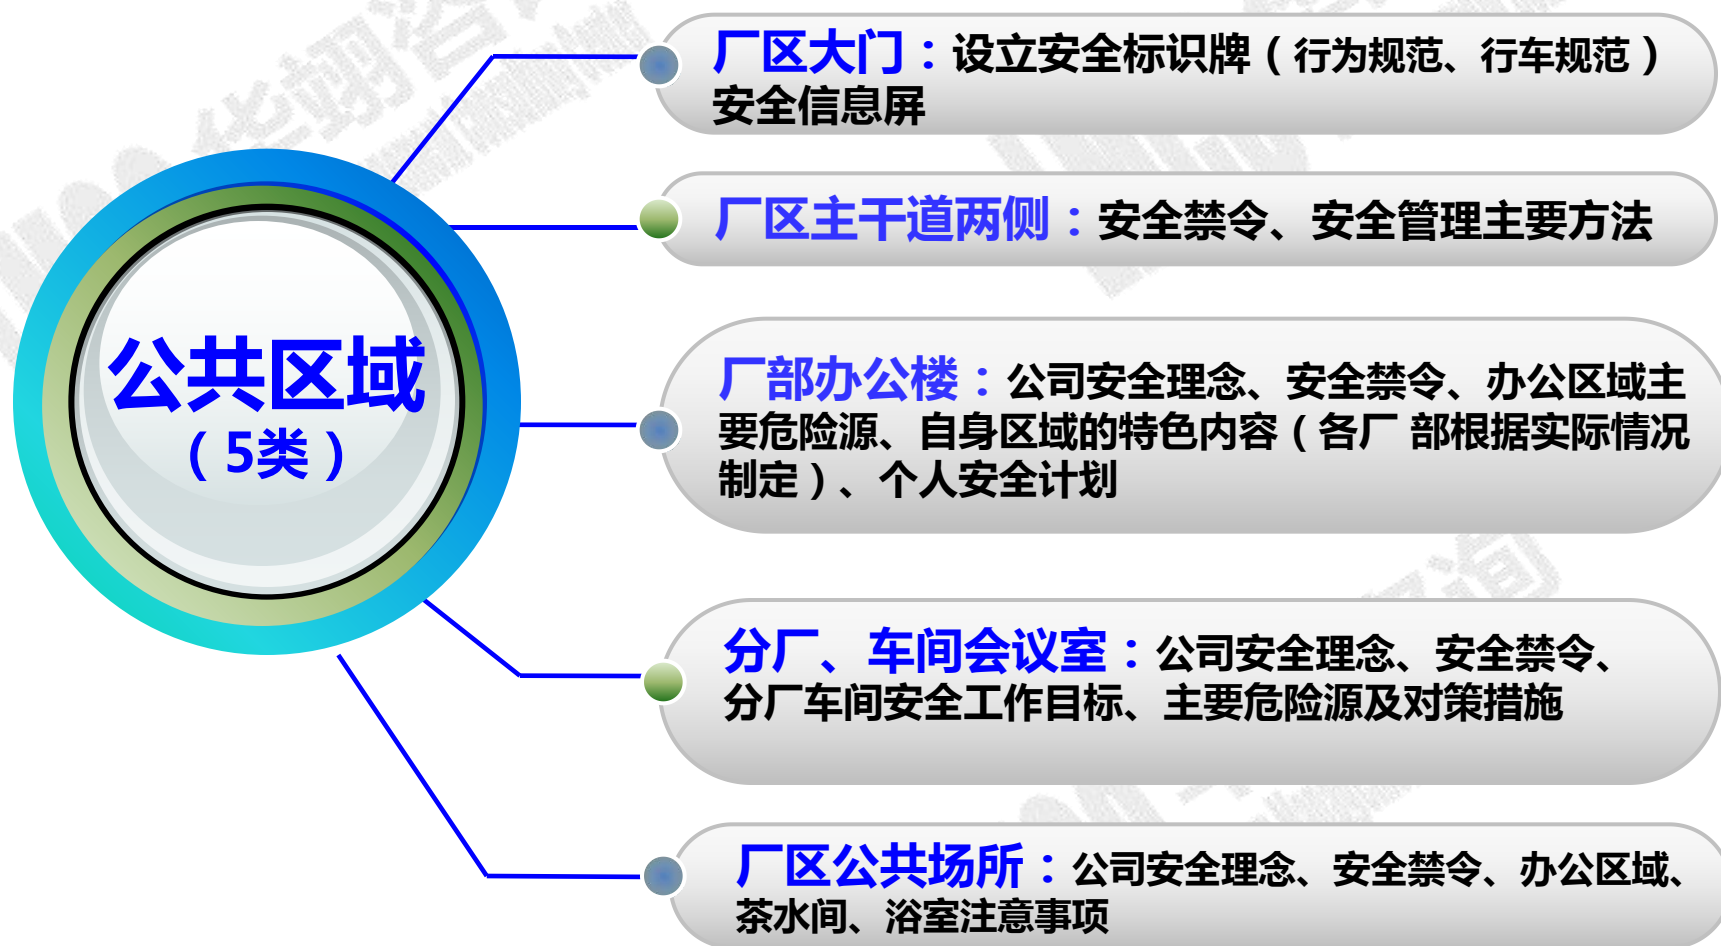 厂区大门：设立安全标识牌（行为规范、行车规范）
安全信息屏
厂区主干道两侧：安全禁令、安全管理主要方法
公共区域
（5类）
厂部办公楼：公司安全理念、安全禁令、办公区域主
要危险源、自身区域的特色内容（各厂 部根据实际情况
制定）、个人安全计划
分厂、车间会议室：公司安全理念、安全禁令、
分厂车间安全工作目标、主要危险源及对策措施
厂区公共场所：公司安全理念、安全禁令、办公区域、
茶水间、浴室注意事项